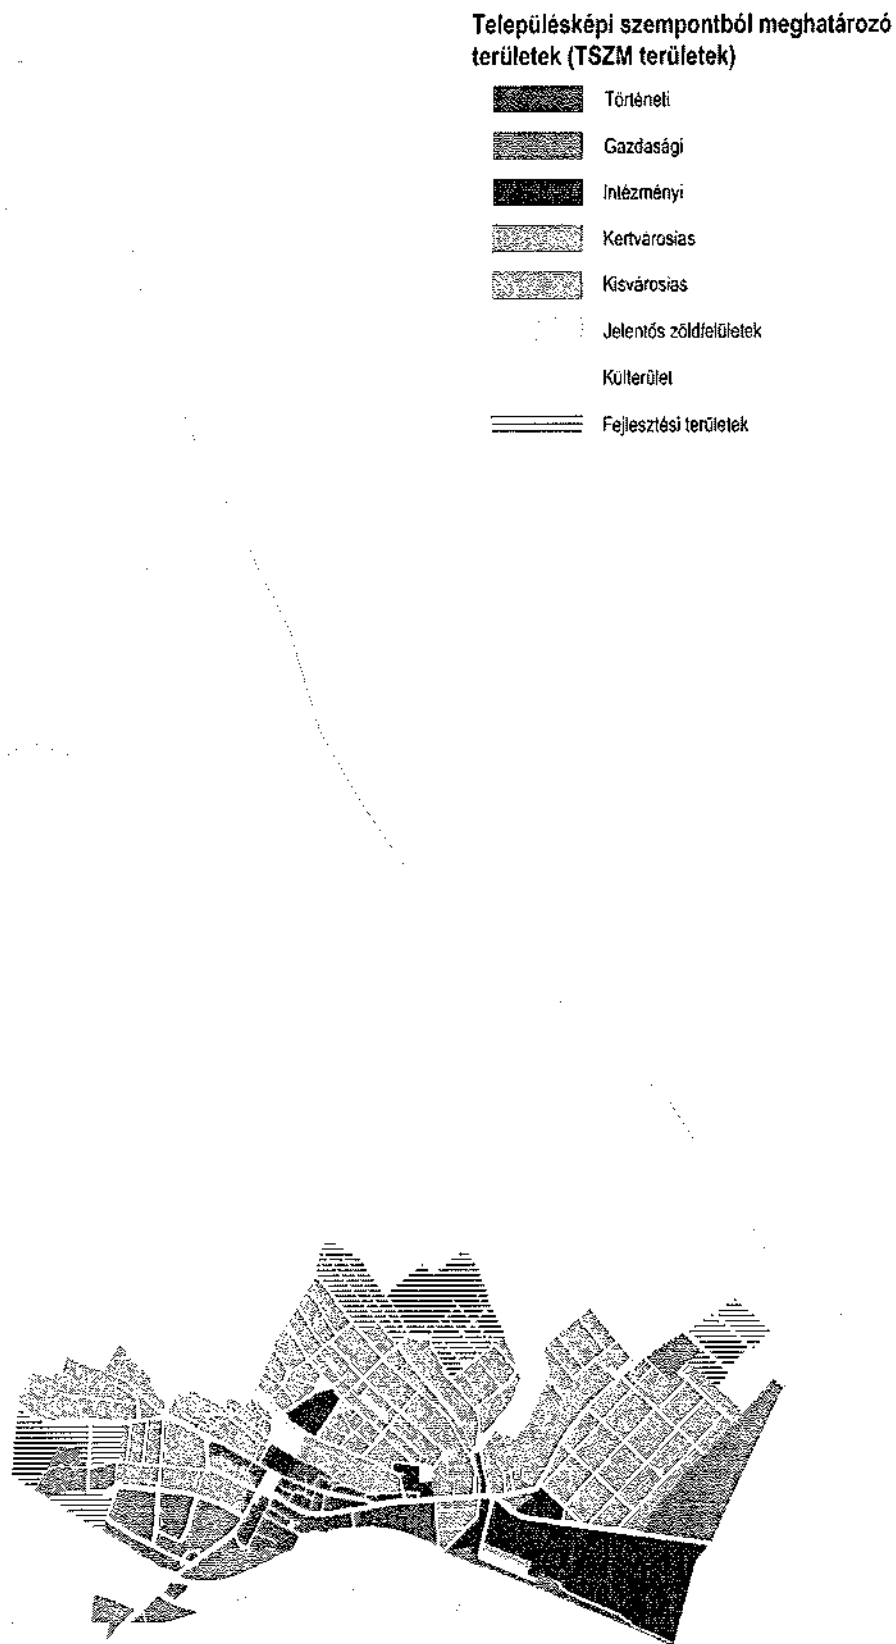 Településképi szempontból meghatározó
területek (TSZM területek)
Történeti
Gazdasági
Intézményi
Kertvárosias
Kisvárosias
Jelentős zöldfelületek
Külterület
Fejlesztési területek